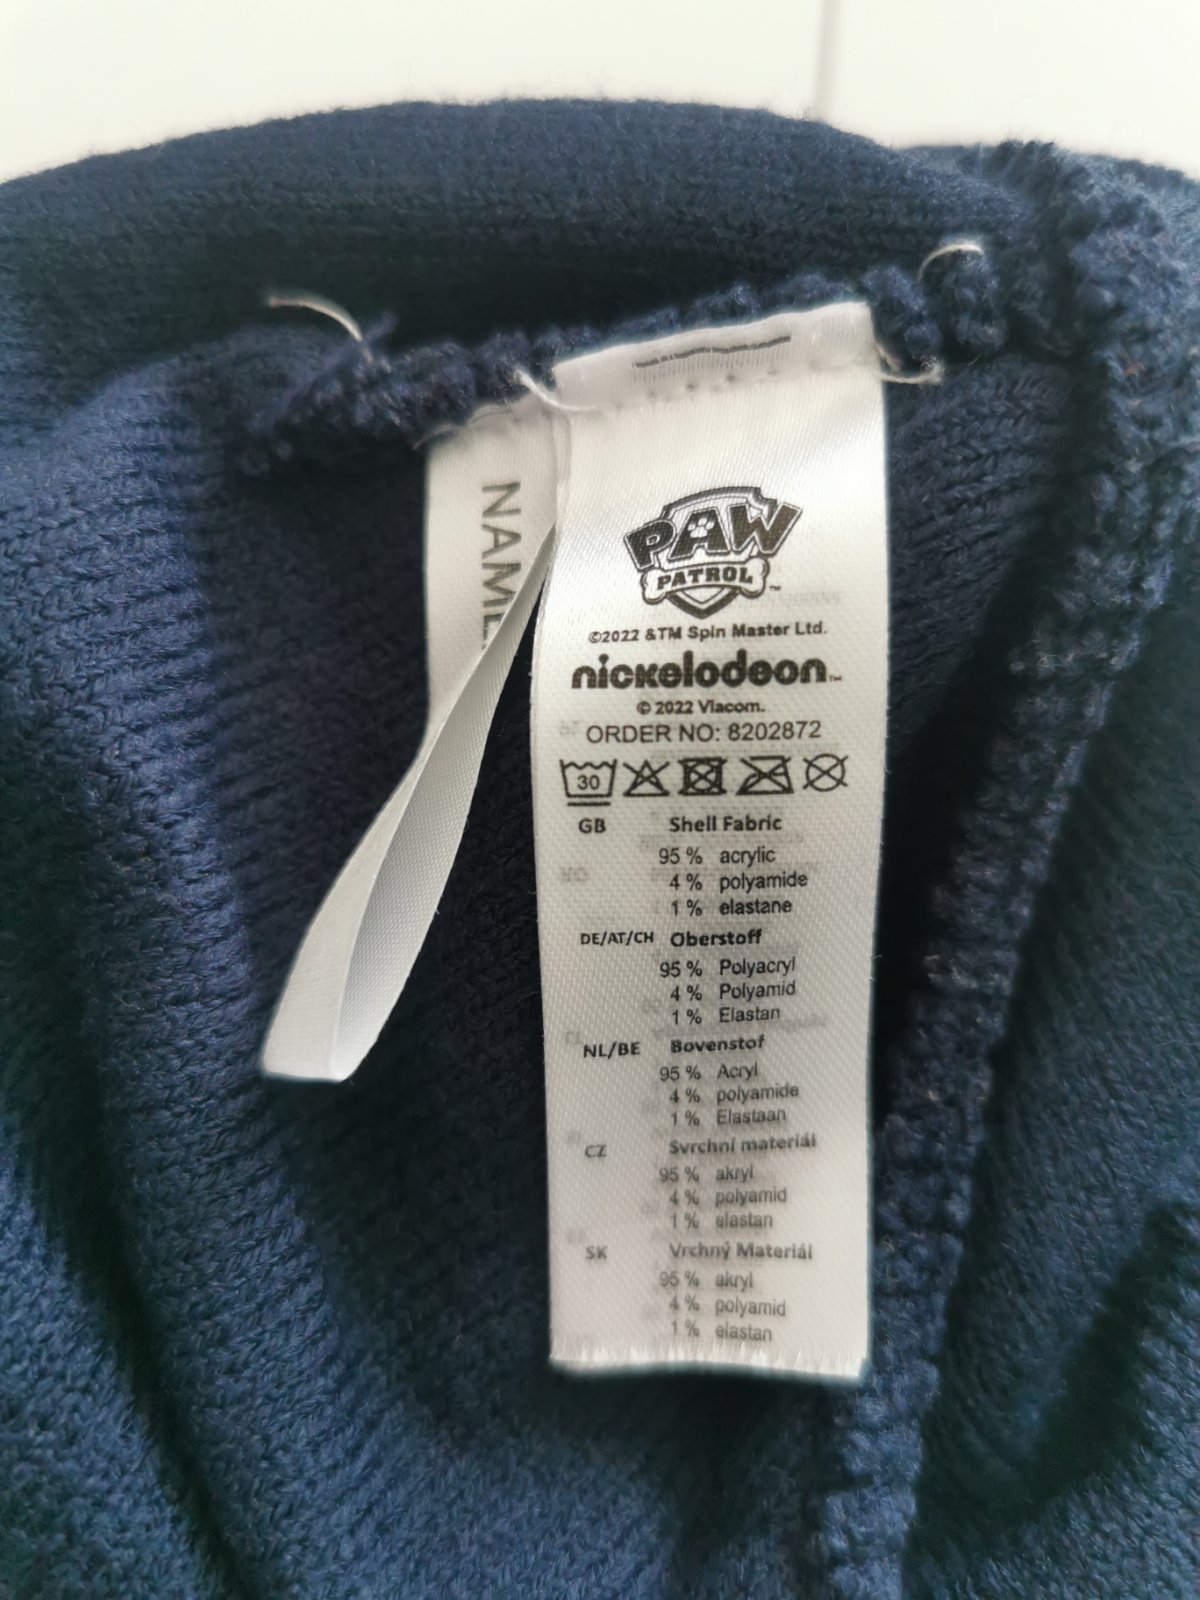 NAME
PAW
PATROL™
©2022 &TM Spin Master Ltd.
nickelodeon™
© 2022 Viacom.
ORDER NO: 8202872
30
GB Shell Fabric
95 % acrylic
4 % polyamide
1 % elastane
DE/AT/CH Oberstoff
95 % Polyacryl
4 % Polyamid
1 % Elastan
NL/BE Bovenstof
95 % Acryl
4 % polyamide
1 % Elastaan
CZ Svrchní materiál
95 % akryl
4 % polyamid
1 % elastan
SK Vrchný Materiál
95 % akryl
4 % polyamid
1 % elastan